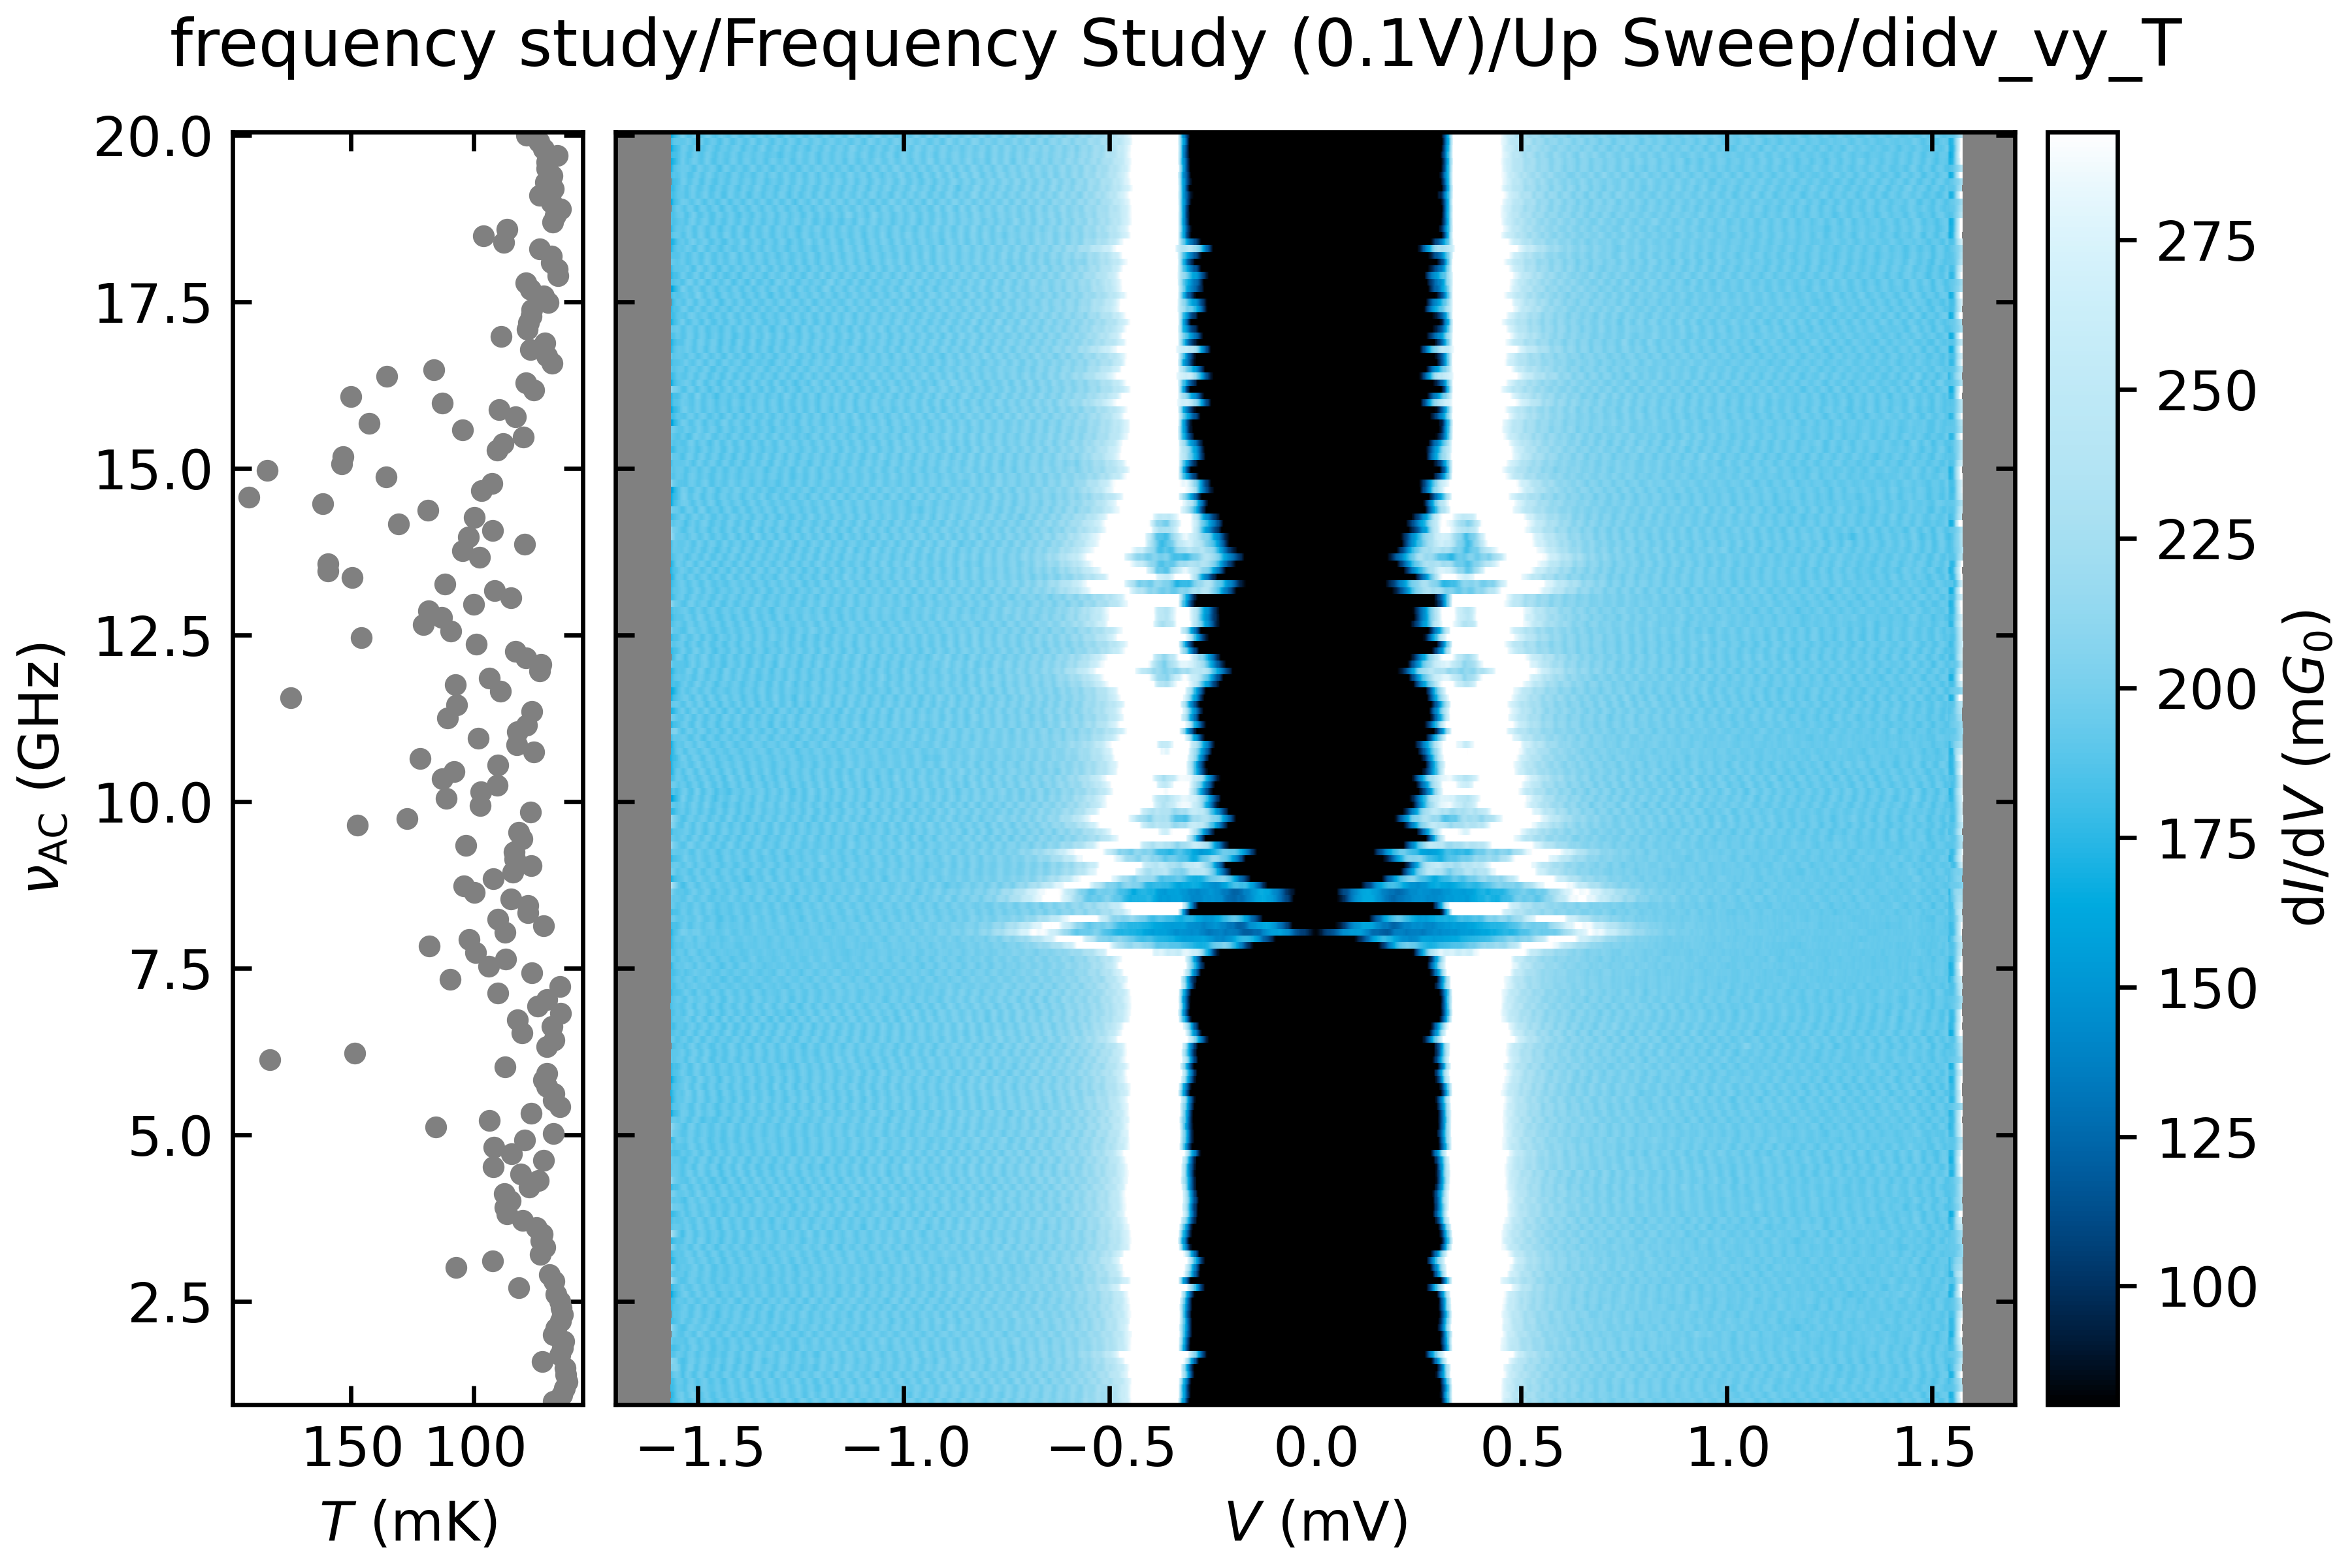 frequency study/Frequency Study (0.1V)/Up Sweep/didv_vy_T
20.0
17.5
15.0
12.5
10.0
7.5
5.0
2.5
ν_AC (GHz)
150 100
T (mK)
−1.5 −1.0 −0.5 0.0 0.5 1.0 1.5
V (mV)
275
250
225
200
175
150
125
100
dI/dV (mG₀)